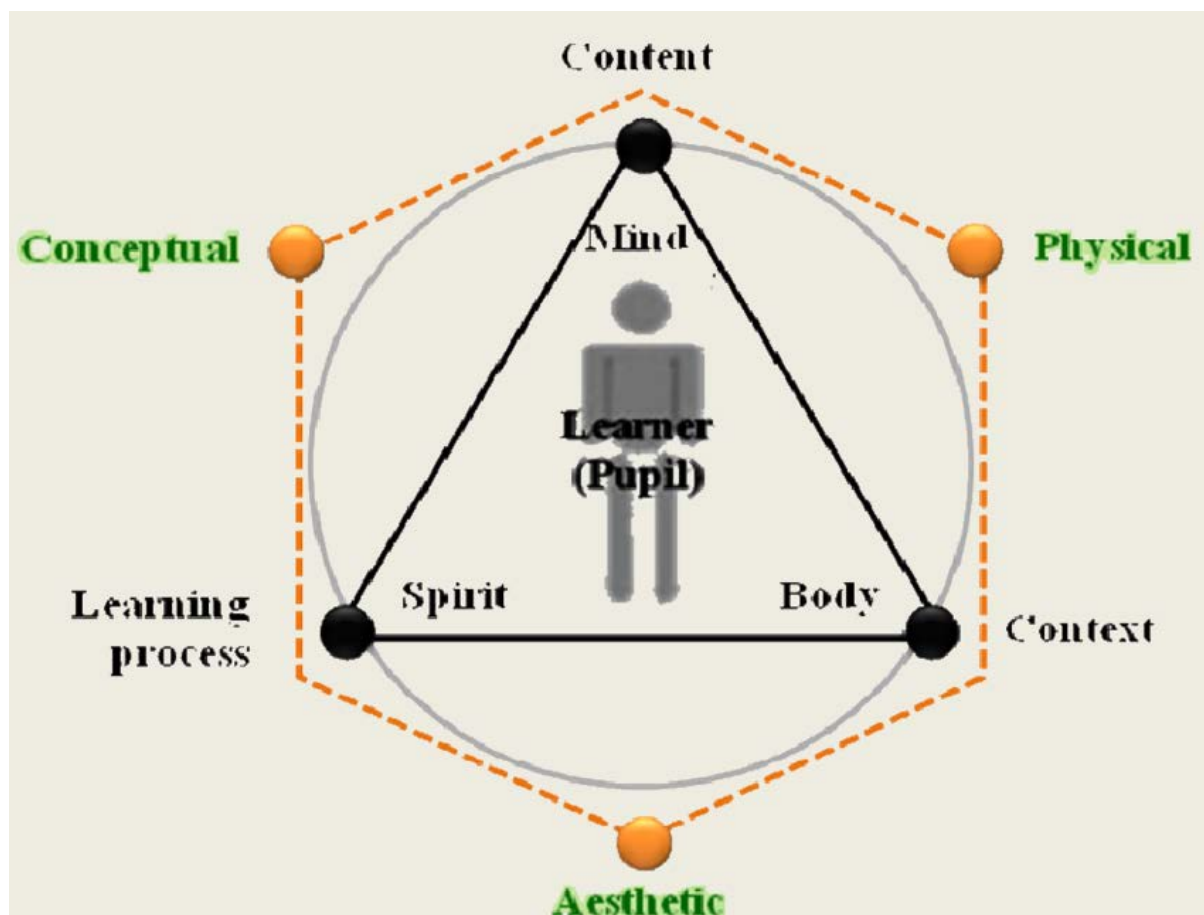 Content
Mind
Conceptual
Physical
Learner
(Pupil)
Spirit
Body
Learning
process
Context
Aesthetic